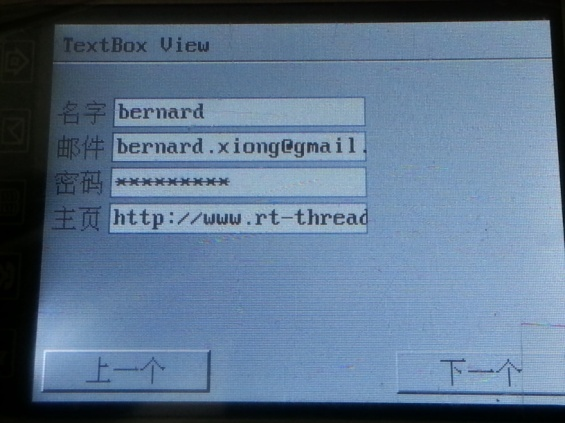 TextBox View
名字 bernard
邮件 bernard.xiong@gmail.
密码 *********
主页 http://www.rt-thread
上一个 下一个